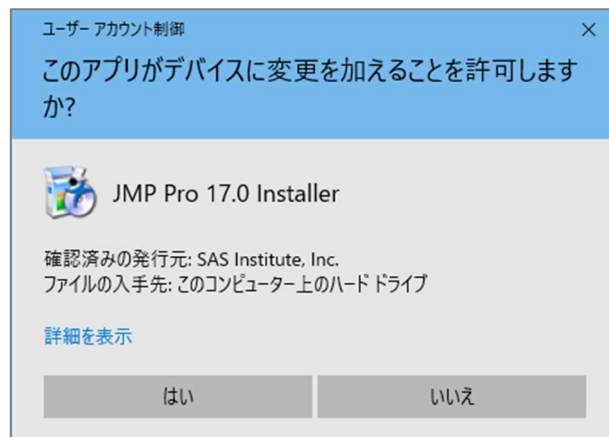 ユーザー アカウント制御
このアプリがデバイスに変更を加えることを許可します
か?
JMP Pro 17.0 Installer
確認済みの発行元: SAS Institute, Inc.
ファイルの入手先: このコンピューター上のハード ドライブ
詳細を表示
はい
いいえ